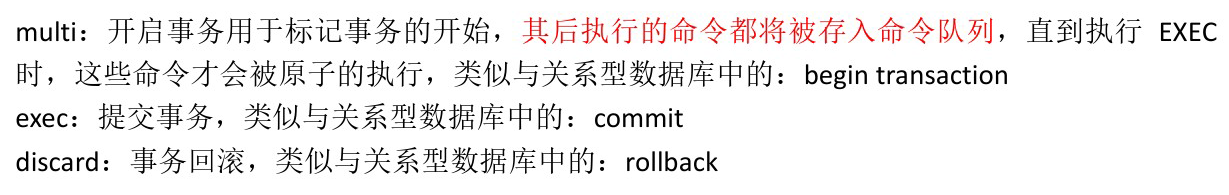 multi：开启事务用于标记事务的开始，其后执行的命令都将被存入命令队列，直到执行 EXEC
时，这些命令才会被原子的执行，类似与关系型数据库中的：begin transaction
exec：提交事务，类似与关系型数据库中的：commit
discard：事务回滚，类似与关系型数据库中的：rollback